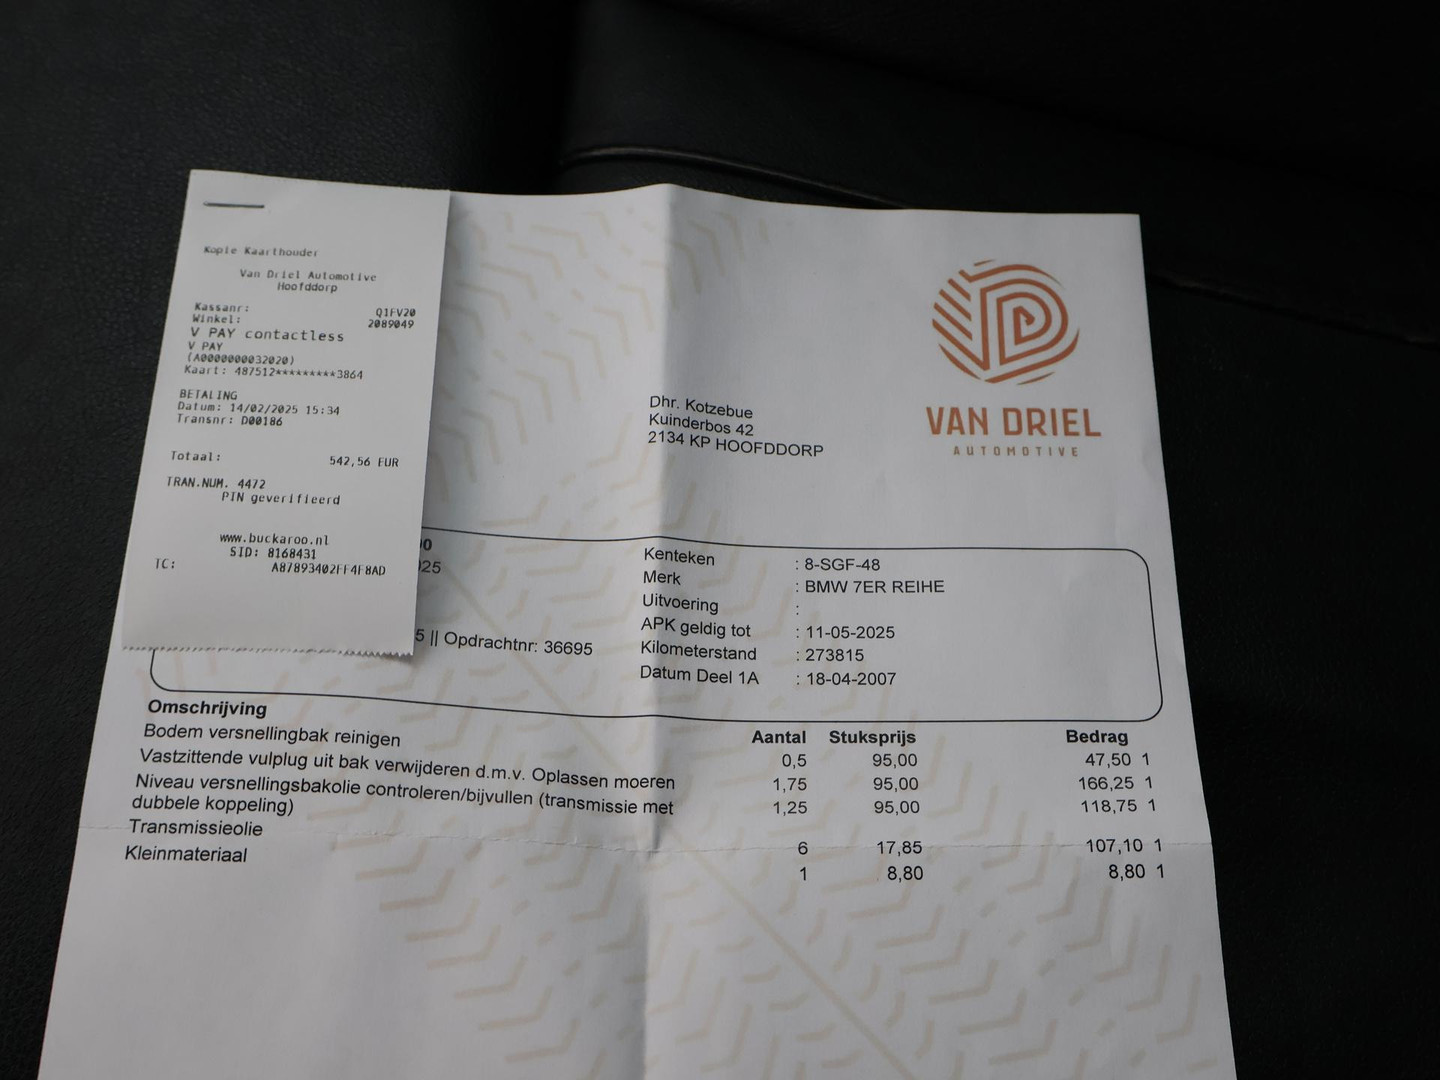 Kopie Kaarthouder
Van Driel Automotive
Hoofddorp
Kassanr: Q1FV20
Winkel: 2089049
V PAY contactless
V PAY
(A0000000032020)
Kaart: 487512*********3864
BETALING
Datum: 14/02/2025 15:34
Transnr: D00186
Totaal: 542,56 EUR
TRAN.NUM. 4472
PIN geverifieerd
www.buckaroo.nl
SID: 8168431
TC: A87893402FF4F8AD
VAN DRIEL
AUTOMOTIVE
Dhr. Kotzebue
Kuinderbos 42
2134 KP HOOFDDORP
0
025
5 || Opdrachtnr: 36695
Kenteken : 8-SGF-48
Merk : BMW 7ER REIHE
Uitvoering :
APK geldig tot : 11-05-2025
Kilometerstand : 273815
Datum Deel 1A : 18-04-2007
Omschrijving Aantal Stuksprijs Bedrag
Bodem versnellingbak reinigen 0,5 95,00 47,50 1
Vastzittende vulplug uit bak verwijderen d.m.v. Oplassen moeren 1,75 95,00 166,25 1
Niveau versnellingsbakolie controleren/bijvullen (transmissie met 1,25 95,00 118,75 1
dubbele koppeling)
Transmissieolie 6 17,85 107,10 1
Kleinmateriaal 1 8,80 8,80 1